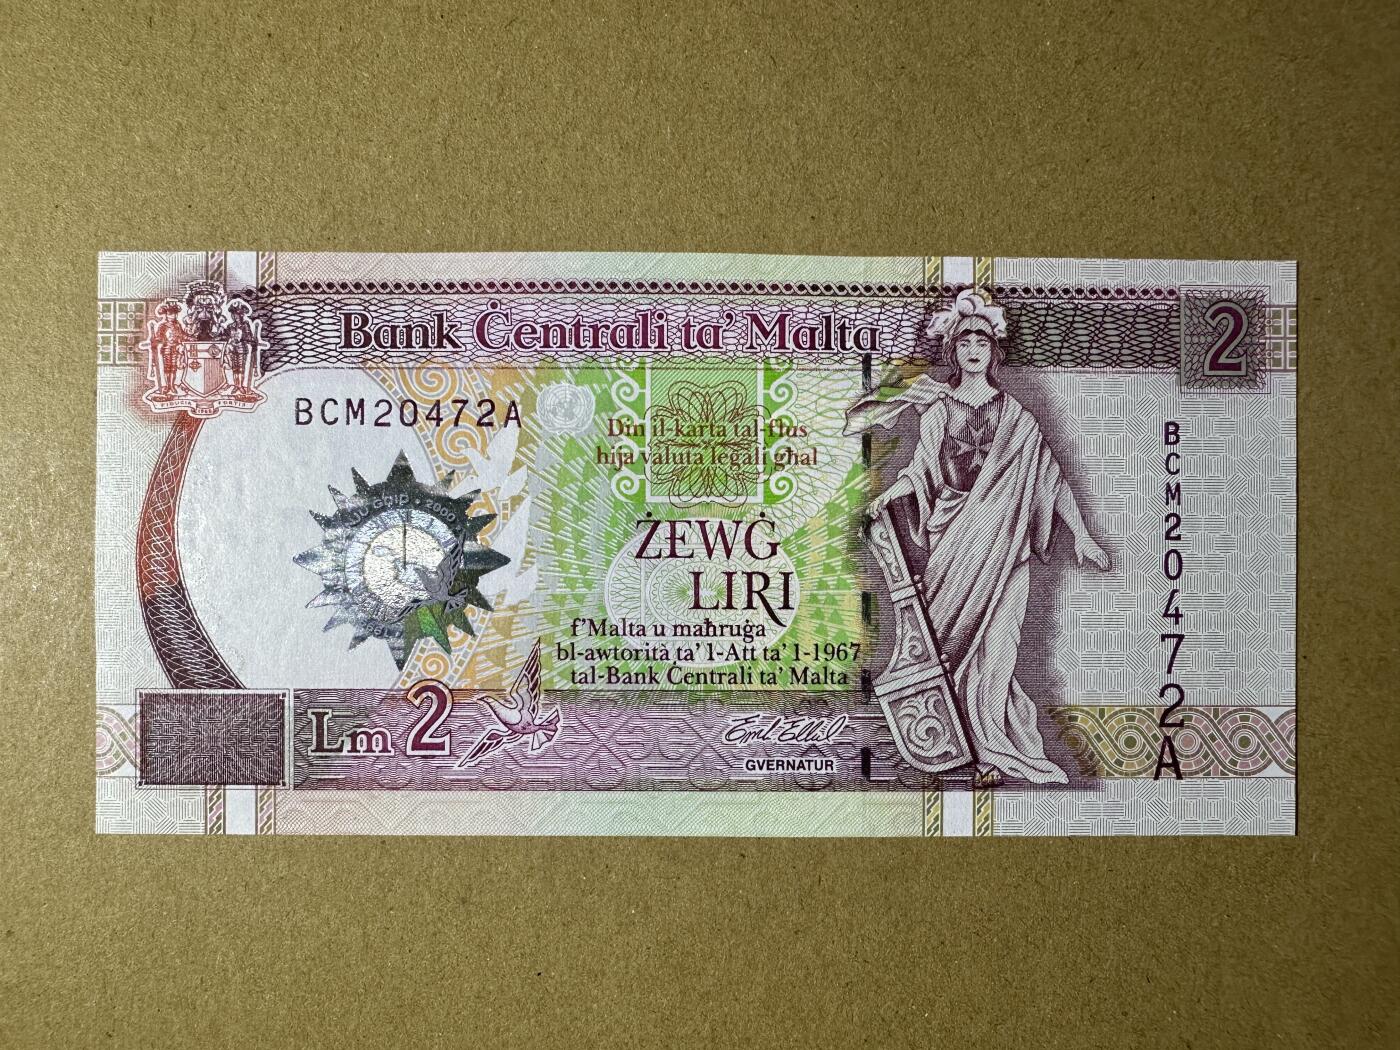 Bank Ċentrali ta' Malta
2
BCM20472A
Din il-karta tal-flus
hija valuta legali għal
ŻEWĠ
LIRI
f'Malta u maħruġa
bl-awtorità ta' l-Att ta' l-1967
tal-Bank Ċentrali ta' Malta
Lm 2
GVERNATUR
BCM20472A